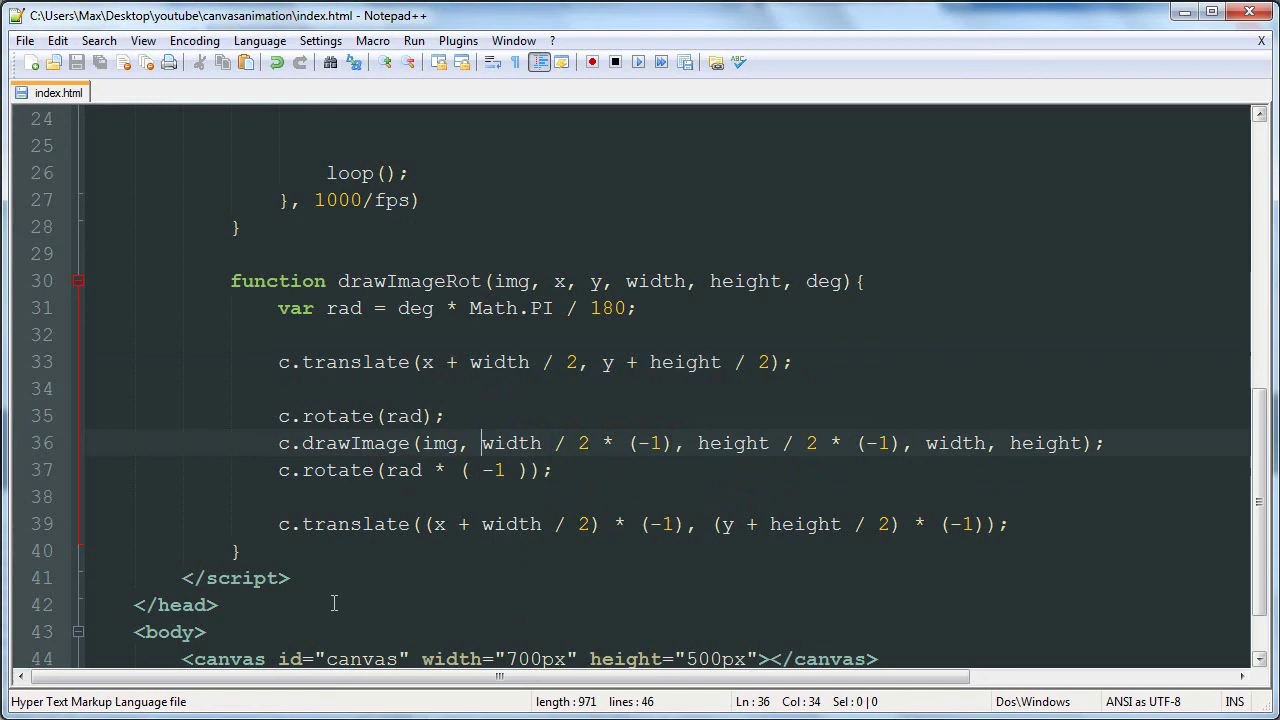 C:\Users\Max\Desktop\youtube\canvasanimation\index.html - Notepad++
File Edit Search View Encoding Language Settings Macro Run Plugins Window ? X
index.html
24
25
26 loop();
27 }, 1000/fps)
28 }
29
30 function drawImageRot(img, x, y, width, height, deg){
31 var rad = deg * Math.PI / 180;
32
33 c.translate(x + width / 2, y + height / 2);
34
35 c.rotate(rad);
36 c.drawImage(img, width / 2 * (-1), height / 2 * (-1), width, height);
37 c.rotate(rad * ( -1 ));
38
39 c.translate((x + width / 2) * (-1), (y + height / 2) * (-1));
40 }
41 </script>
42 </head>
43 <body>
44 <canvas id="canvas" width="700px" height="500px"></canvas>
Hyper Text Markup Language file length : 971 lines : 46 Ln : 36 Col : 34 Sel : 0 | 0 Dos\Windows ANSI as UTF-8 INS